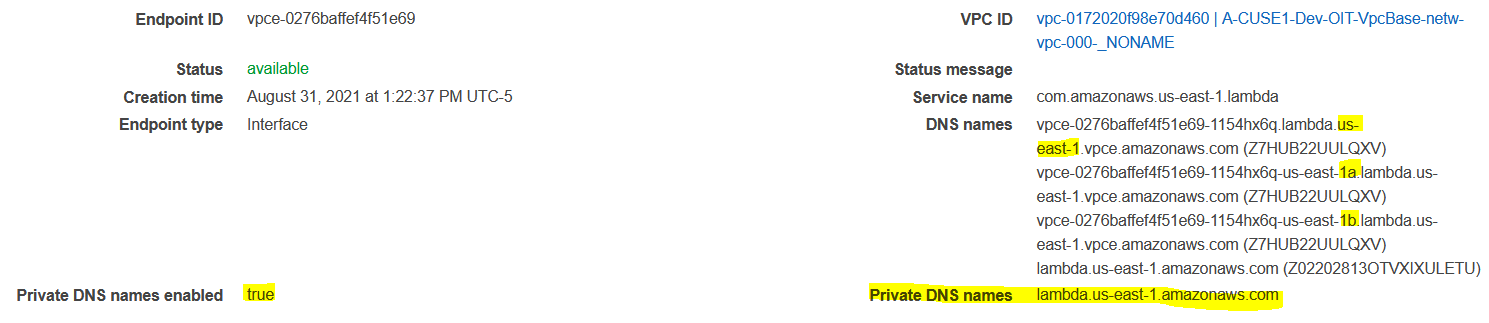 Endpoint ID vpce-0276baffef4f51e69
VPC ID vpc-0172020f98e70d460 | A-CUSE1-Dev-OIT-VpcBase-netw-
vpc-000-_NONAME
Status available
Status message
Creation time August 31, 2021 at 1:22:37 PM UTC-5
Service name com.amazonaws.us-east-1.lambda
Endpoint type Interface
DNS names vpce-0276baffef4f51e69-1154hx6q.lambda.us-
east-1.vpce.amazonaws.com (Z7HUB22UULQXV)
vpce-0276baffef4f51e69-1154hx6q-us-east-1a.lambda.us-
east-1.vpce.amazonaws.com (Z7HUB22UULQXV)
vpce-0276baffef4f51e69-1154hx6q-us-east-1b.lambda.us-
east-1.vpce.amazonaws.com (Z7HUB22UULQXV)
lambda.us-east-1.amazonaws.com (Z02202813OTVXIXULETU)
Private DNS names enabled true
Private DNS names lambda.us-east-1.amazonaws.com